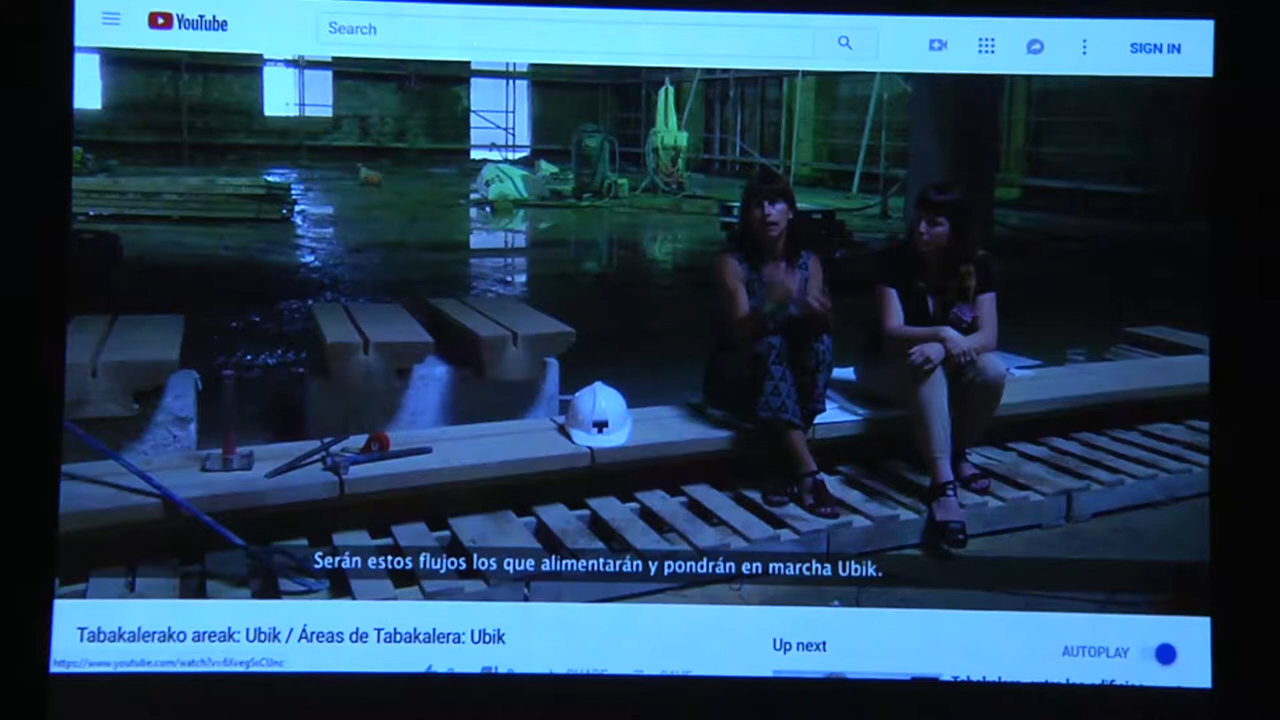 YouTube
Search
SIGN IN
Serán estos flujos los que alimentarán y pondrán en marcha Ubik.
Tabakalerako areak: Ubik / Áreas de Tabakalera: Ubik
Up next
AUTOPLAY